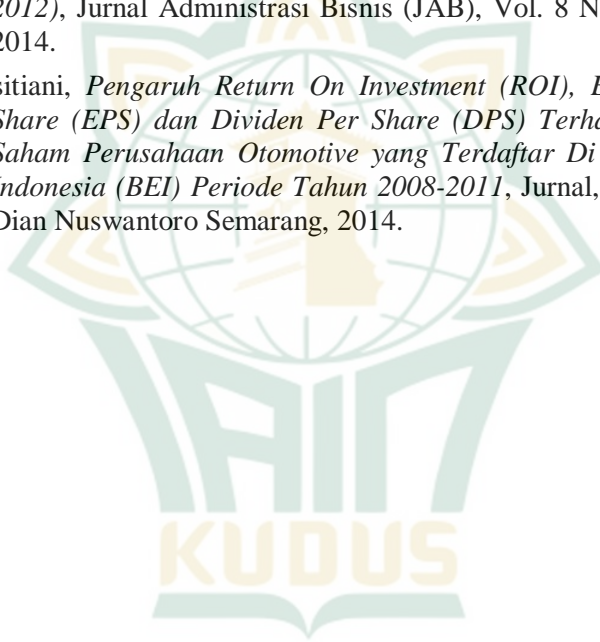 2012), Jurnal Administrasi Bisnis (JAB), Vol. 8 N
2014.
sitiani, Pengaruh Return On Investment (ROI), E
Share (EPS) dan Dividen Per Share (DPS) Terha
Saham Perusahaan Otomotive yang Terdaftar Di
Indonesia (BEI) Periode Tahun 2008-2011, Jurnal,
Dian Nuswantoro Semarang, 2014.
IAIN
KUDUS